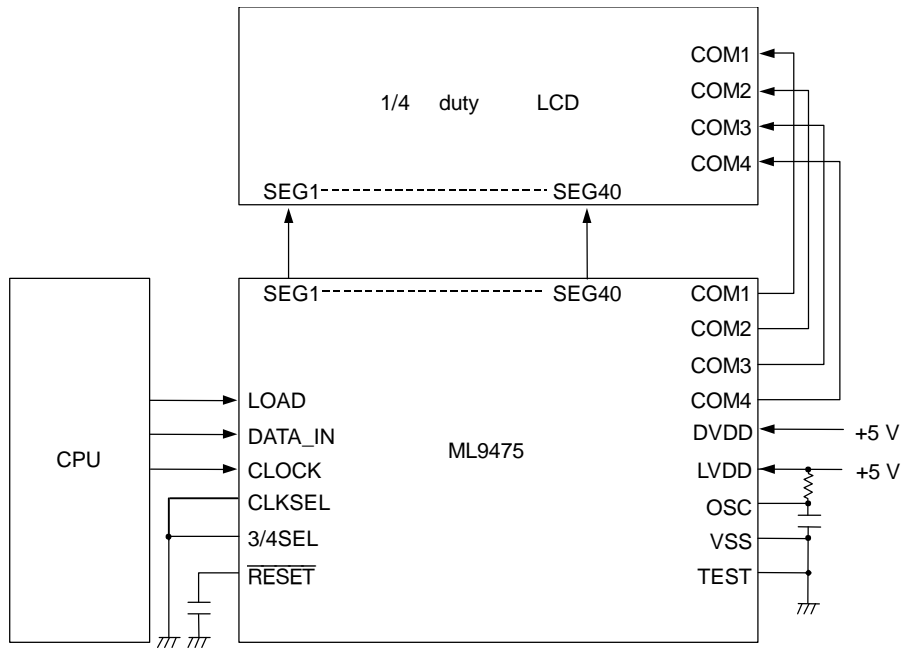 COM1
COM2
1/4 duty LCD
COM3
COM4
SEG1 SEG40
SEG1 SEG40
COM1
COM2
COM3
COM4
LOAD
DATA_IN
CLOCK
CLKSEL
3/4SEL
RESET
CPU
ML9475
DVDD
+5 V
LVDD
+5 V
OSC
VSS
TEST